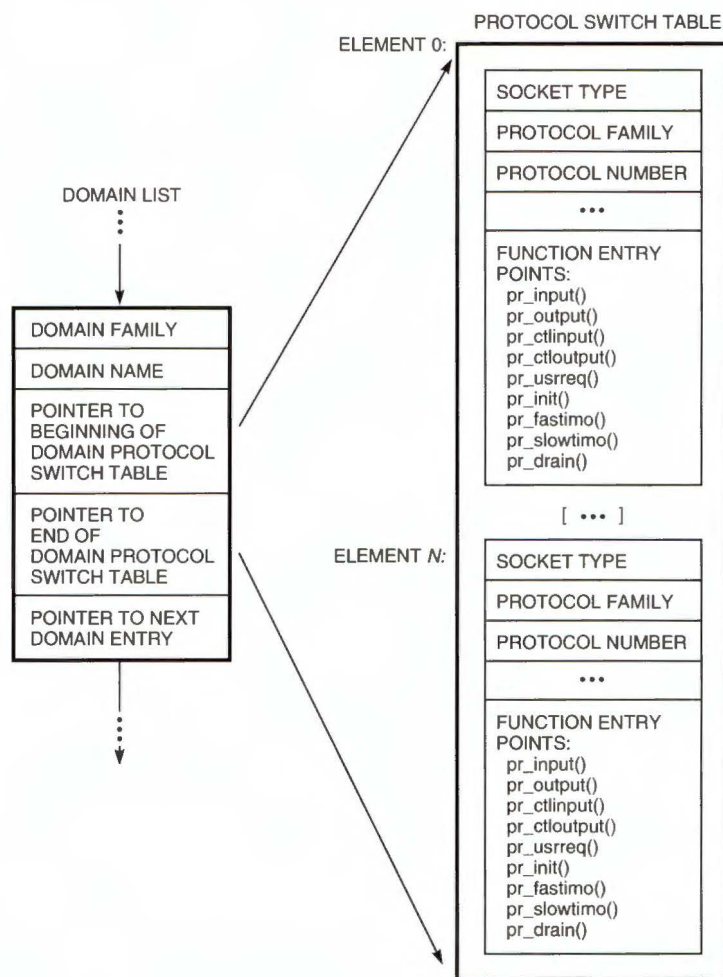 PROTOCOL SWITCH TABLE
ELEMENT 0:
SOCKET TYPE
PROTOCOL FAMILY
PROTOCOL NUMBER
•••
FUNCTION ENTRY
POINTS:
pr_input()
pr_output()
pr_ctlinput()
pr_ctloutput()
pr_usrreq()
pr_init()
pr_fastimo()
pr_slowtimo()
pr_drain()
[ ••• ]
ELEMENT N:
SOCKET TYPE
PROTOCOL FAMILY
PROTOCOL NUMBER
•••
FUNCTION ENTRY
POINTS:
pr_input()
pr_output()
pr_ctlinput()
pr_ctloutput()
pr_usrreq()
pr_init()
pr_fastimo()
pr_slowtimo()
pr_drain()
DOMAIN LIST
DOMAIN FAMILY
DOMAIN NAME
POINTER TO
BEGINNING OF
DOMAIN PROTOCOL
SWITCH TABLE
POINTER TO
END OF
DOMAIN PROTOCOL
SWITCH TABLE
POINTER TO NEXT
DOMAIN ENTRY